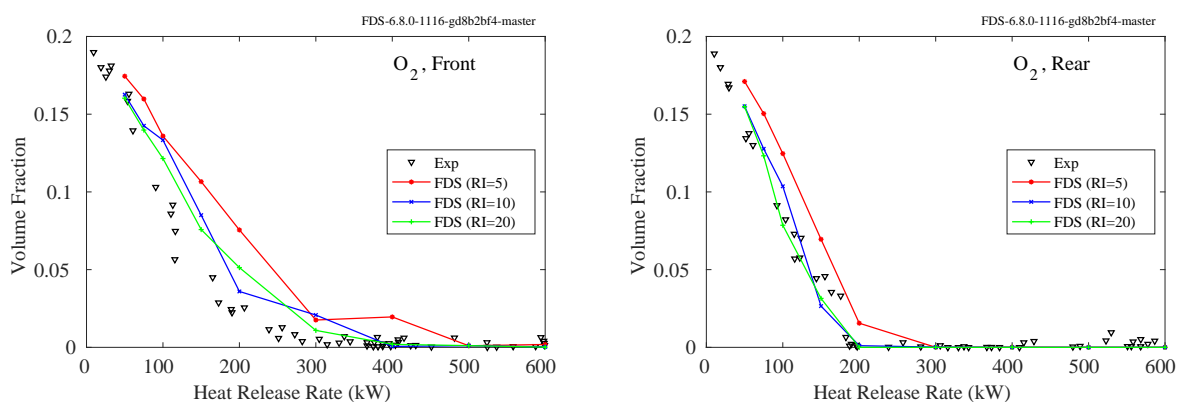 FDS-6.8.0-1116-gd8b2bf4-master
O2, Front
Volume Fraction
0.2
0.15
0.1
0.05
0
Exp
FDS (RI=5)
FDS (RI=10)
FDS (RI=20)
0 100 200 300 400 500 600
Heat Release Rate (kW)
FDS-6.8.0-1116-gd8b2bf4-master
O2, Rear
Volume Fraction
0.2
0.15
0.1
0.05
0
Exp
FDS (RI=5)
FDS (RI=10)
FDS (RI=20)
0 100 200 300 400 500 600
Heat Release Rate (kW)